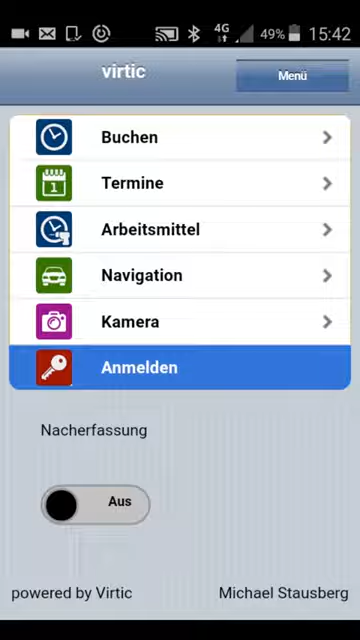 4G 49% 15:42
virtic
Menü
Buchen
1 Termine
Arbeitsmittel
Navigation
Kamera
Anmelden
Nacherfassung
Aus
powered by Virtic Michael Stausberg